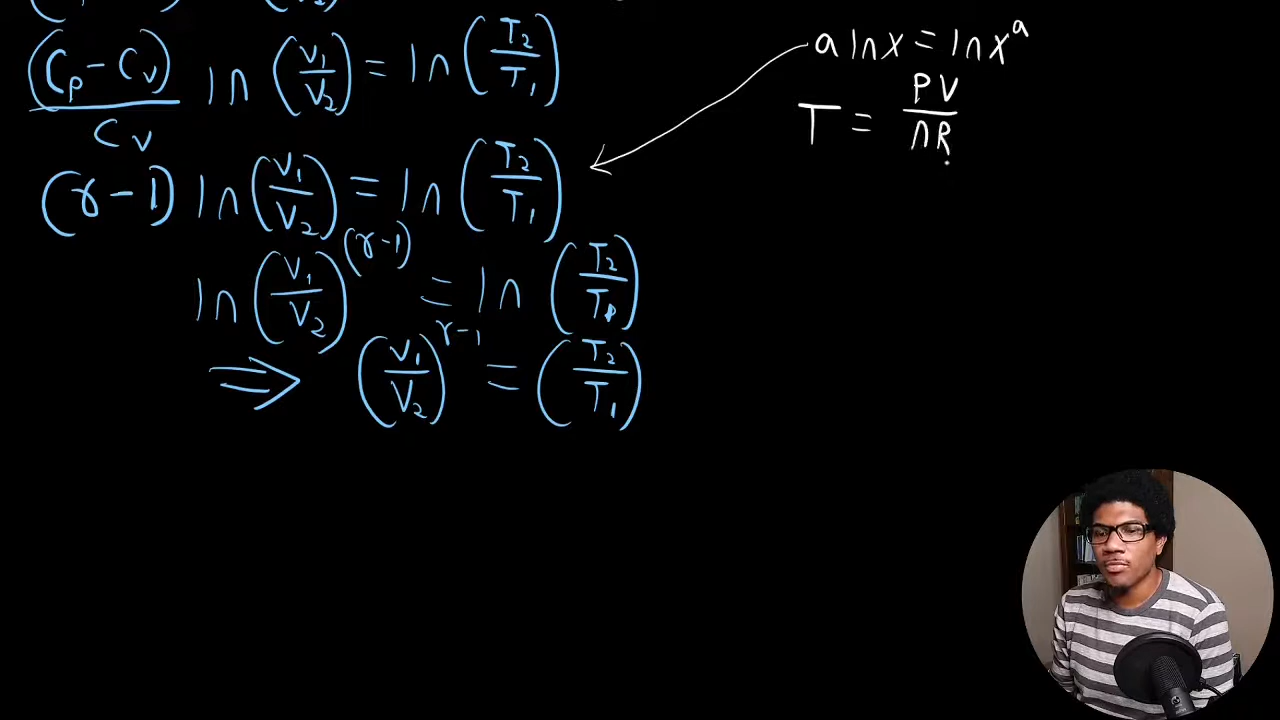 (Cp - Cv)/Cv ln (V₁/V₂) = ln (T₂/T₁)
(γ-1) ln (V₁/V₂) = ln (T₂/T₁)
ln (V₁/V₂)^(γ-1) = ln (T₂/T₁)
⇒ (V₁/V₂)^γ-1 = (T₂/T₁)
a ln x = ln x^a
T = PV/nR